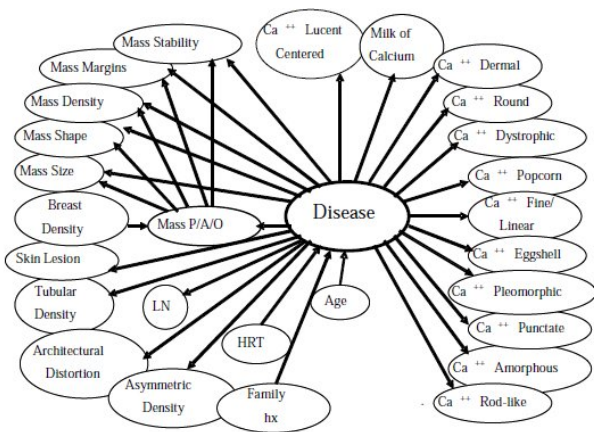 Mass Stability
Ca ++ Lucent
Centered
Milk of
Calcium
Mass Margins
Ca ++ Dermal
Mass Density
Ca ++ Round
Mass Shape
Ca ++ Dystrophic
Mass Size
Ca ++ Popcorn
Breast
Density
Mass P/A/O
Disease
Ca ++ Fine/
Linear
Skin Lesion
Ca ++ Eggshell
Tubular
Density
LN
Age
Ca ++ Pleomorphic
Architectural
Distortion
HRT
Ca ++ Punctate
Asymmetric
Density
Family
hx
Ca ++ Amorphous
Ca ++ Rod-like